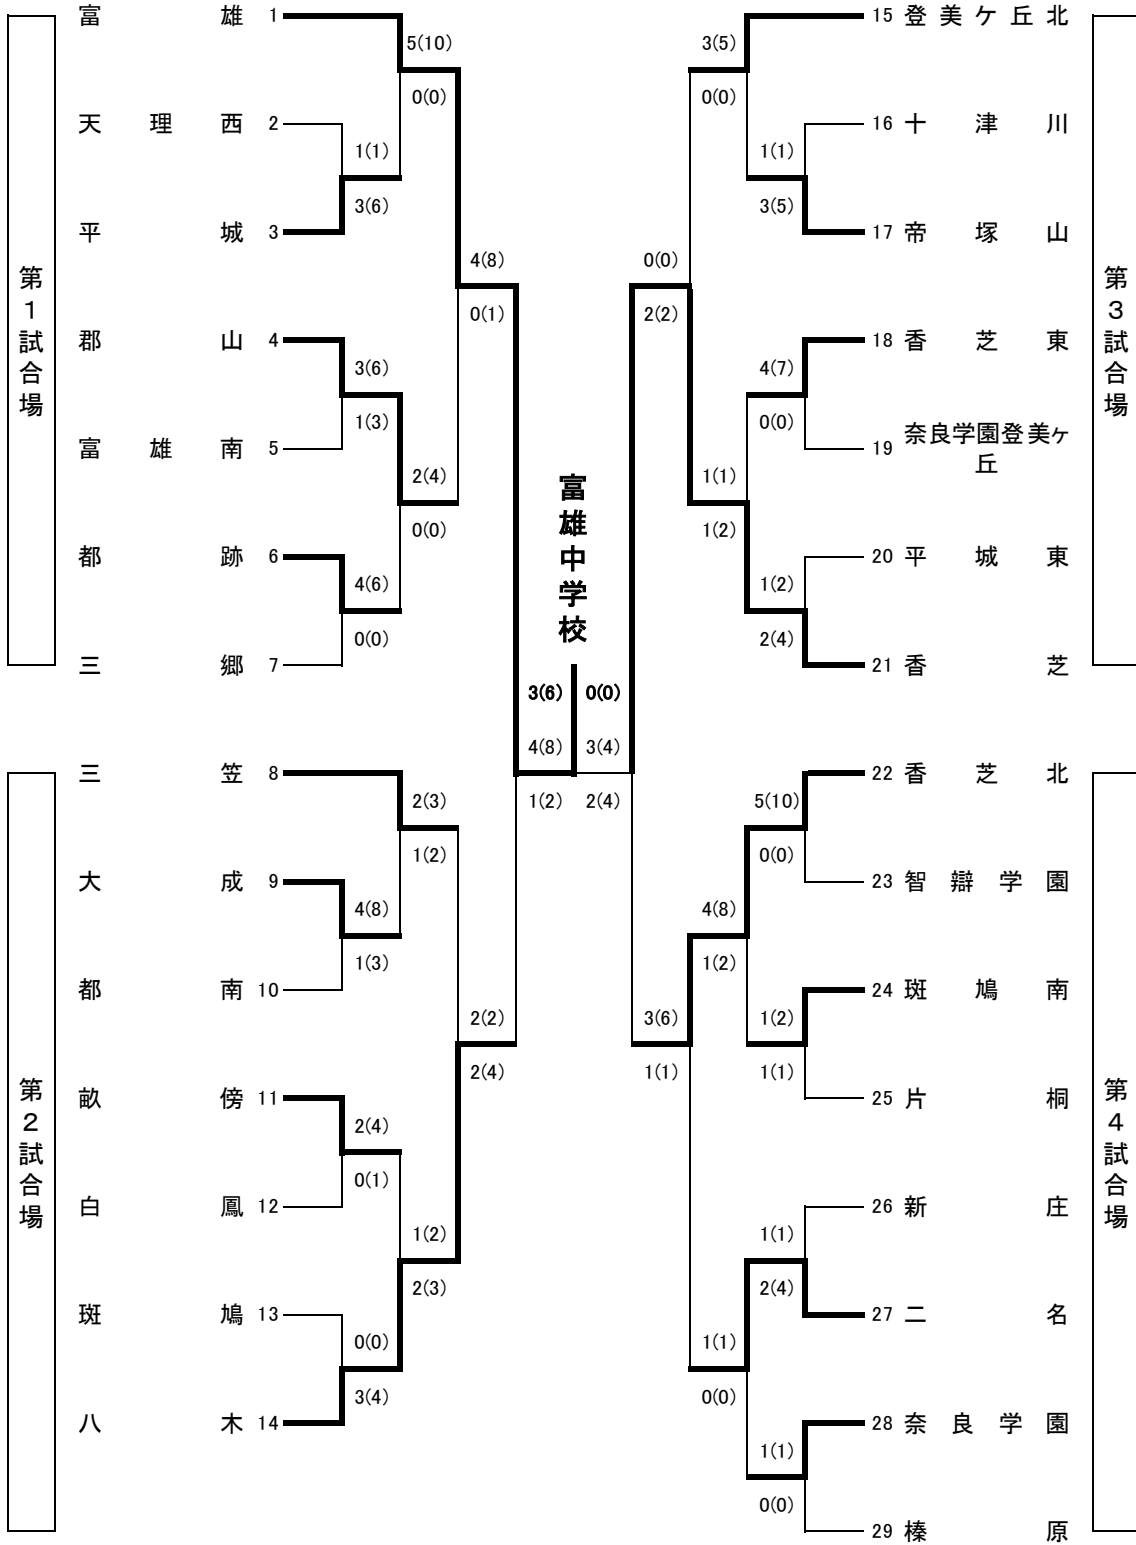 第1試合場
富雄 1
5(10)
0(0)
天理西 2
1(1)
3(6)
平城 3
4(8)
0(1)
郡山 4
3(6)
1(3)
富雄南 5
2(4)
0(0)
都跡 6
4(6)
0(0)
三郷 7
第2試合場
三笠 8
2(3)
1(2)
大成 9
4(8)
1(3)
都南 10
2(2)
2(4)
畝傍 11
2(4)
0(1)
白鳳 12
1(2)
2(3)
斑鳩 13
0(0)
3(4)
八木 14
富雄中学校
3(6) 0(0)
4(8) 3(4)
1(2) 2(4)
第3試合場
15 登美ケ丘北
3(5)
0(0)
16 十津川
1(1)
3(5)
17 帝塚山
0(0)
2(2)
18 香芝東
4(7)
0(0)
19 奈良学園登美ヶ
丘
1(1)
1(2)
20 平城東
1(2)
2(4)
21 香芝
第4試合場
22 香芝北
5(10)
0(0)
23 智辯学園
4(8)
1(2)
24 斑鳩南
1(2)
1(1)
3(6)
1(1)
25 片桐
26 新庄
1(1)
2(4)
27 二名
1(1)
0(0)
28 奈良学園
1(1)
0(0)
29 榛原